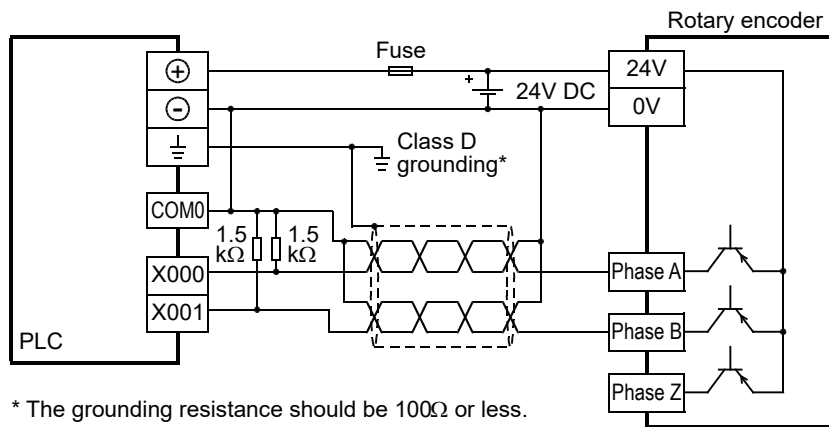 Rotary encoder
Fuse
24V
+
24V DC
0V
Class D
grounding*
COM0
1.5
kΩ
1.5
kΩ
X000
X001
PLC
Phase A
Phase B
Phase Z
* The grounding resistance should be 100Ω or less.